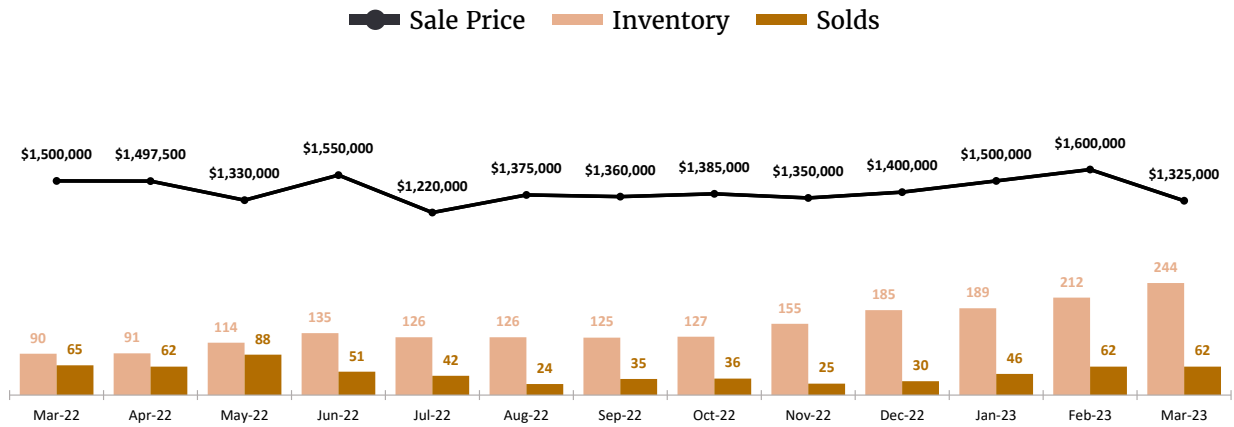 Sale Price Inventory Solds
$1,500,000 $1,497,500 $1,330,000 $1,550,000 $1,220,000 $1,375,000 $1,360,000 $1,385,000 $1,350,000 $1,400,000 $1,500,000 $1,600,000 $1,325,000
90 91 114 135 126 126 125 127 155 185 189 212 244
65 62 88 51 42 24 35 36 25 30 46 62 62
Mar-22 Apr-22 May-22 Jun-22 Jul-22 Aug-22 Sep-22 Oct-22 Nov-22 Dec-22 Jan-23 Feb-23 Mar-23